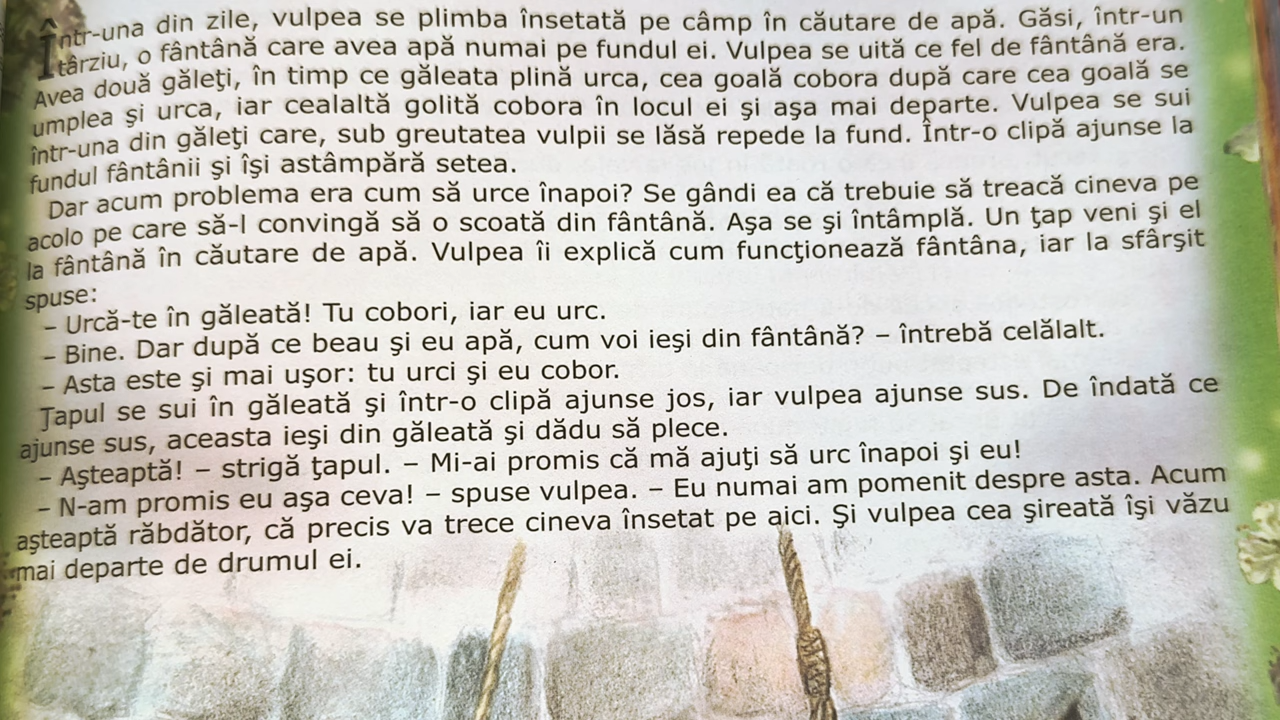 Într-una din zile, vulpea se plimba însetată pe câmp în căutare de apă. Găsi, într-un
târziu, o fântână care avea apă numai pe fundul ei. Vulpea se uită ce fel de fântână era.
Avea două găleţi, în timp ce găleata plină urca, cea goală cobora după care cea goală se
umplea şi urca, iar cealaltă golită cobora în locul ei şi aşa mai departe. Vulpea se sui
într-una din găleţi care, sub greutatea vulpii se lăsă repede la fund. Într-o clipă ajunse la
fundul fântânii şi îşi astâmpără setea.
Dar acum problema era cum să urce înapoi? Se gândi ea că trebuie să treacă cineva pe
acolo pe care să-l convingă să o scoată din fântână. Aşa se şi întâmplă. Un ţap veni şi el
la fântână în căutare de apă. Vulpea îi explică cum funcţionează fântâna, iar la sfârşit
spuse:
– Urcă-te în găleată! Tu cobori, iar eu urc.
– Bine. Dar după ce beau şi eu apă, cum voi ieşi din fântână? – întrebă celălalt.
– Asta este şi mai uşor: tu urci şi eu cobor.
Ţapul se sui în găleată şi într-o clipă ajunse jos, iar vulpea ajunse sus. De îndată ce
ajunse sus, aceasta ieşi din găleată şi dădu să plece.
– Aşteaptă! – strigă ţapul. – Mi-ai promis că mă ajuţi să urc înapoi şi eu!
– N-am promis eu aşa ceva! – spuse vulpea. – Eu numai am pomenit despre asta. Acum
aşteaptă răbdător, că precis va trece cineva însetat pe aici. Şi vulpea cea şireată îşi văzu
mai departe de drumul ei.